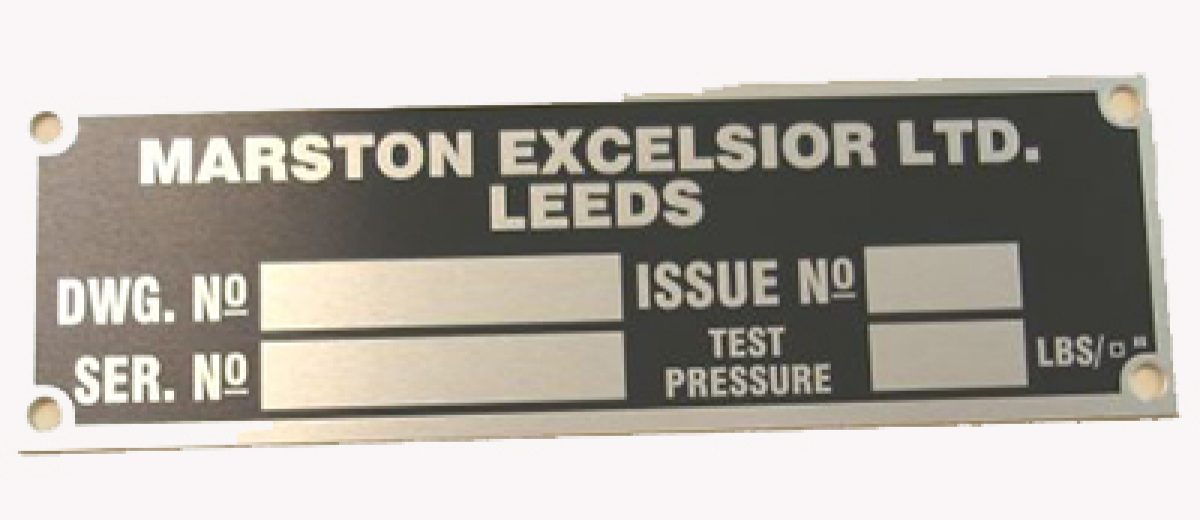 MARSTON EXCELSIOR LTD.
LEEDS
DWG. Nº ISSUE Nº
SER. Nº TEST PRESSURE LBS/□"